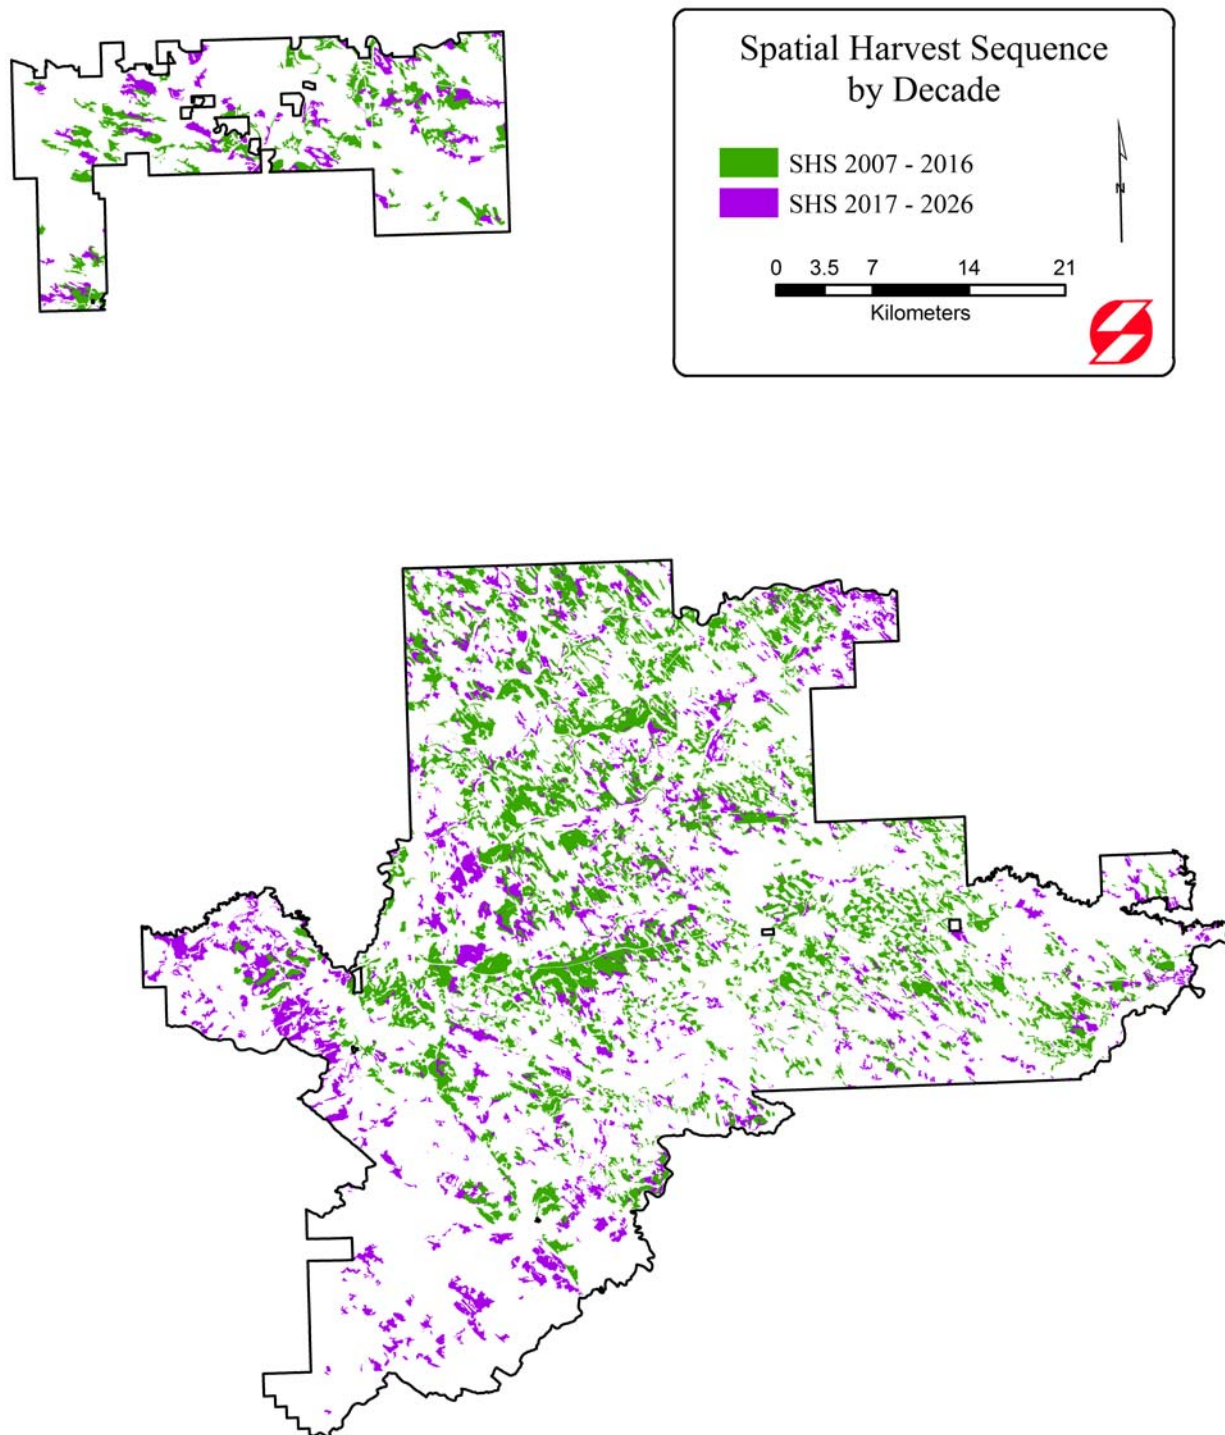 Spatial Harvest Sequence
by Decade
SHS 2007 - 2016
SHS 2017 - 2026
N
0 3.5 7 14 21
Kilometers